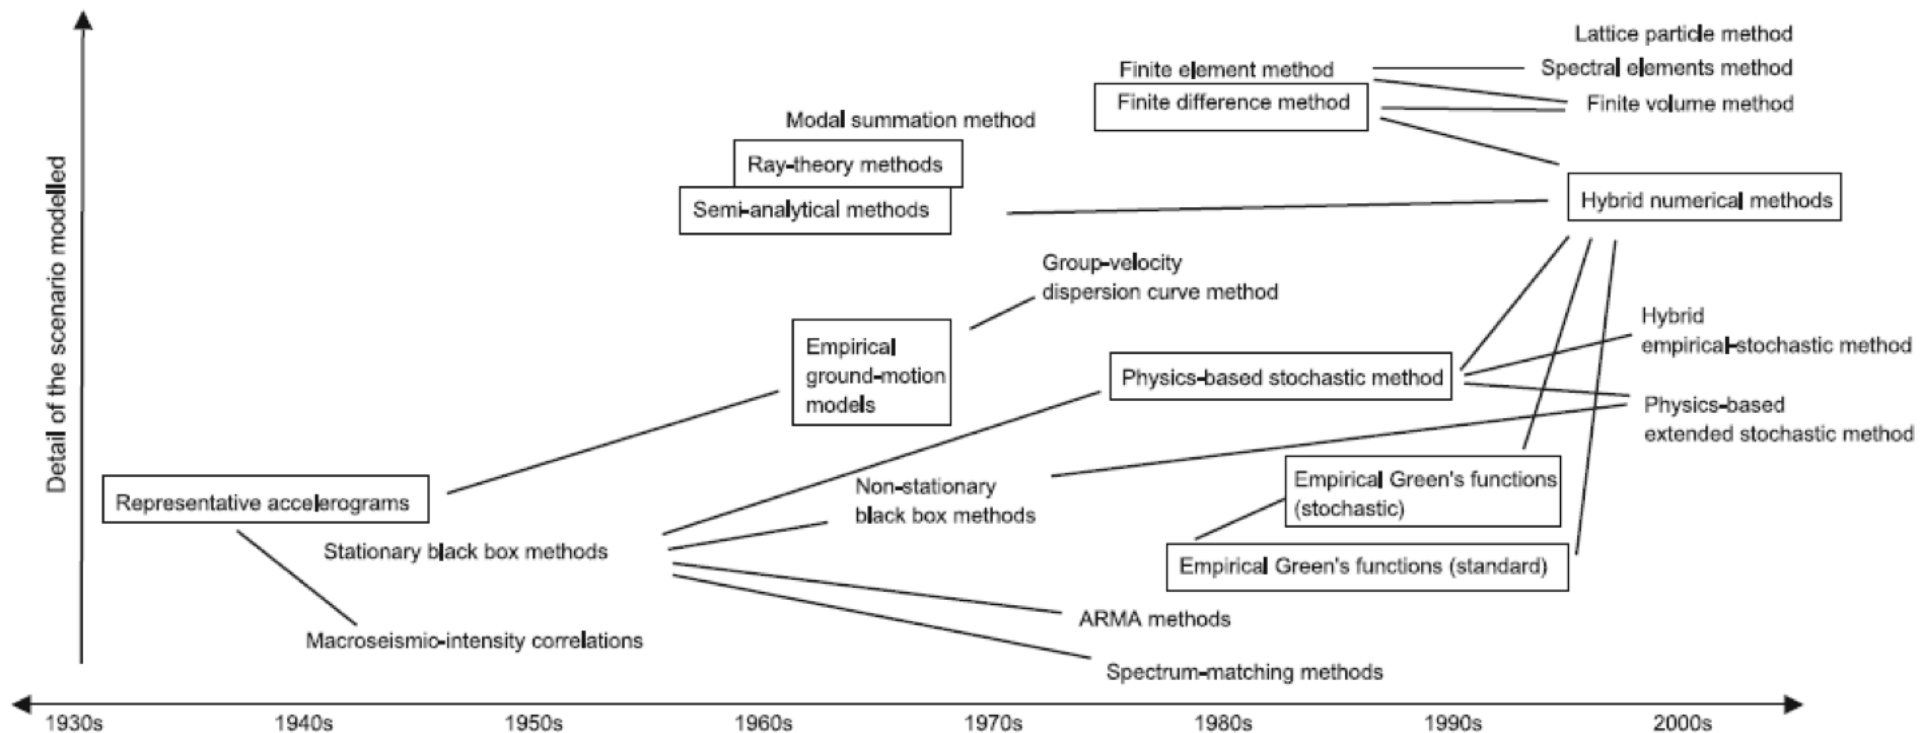 Detail of the scenario modelled
Lattice particle method
Finite element method
Spectral elements method
Finite difference method
Finite volume method
Modal summation method
Ray-theory methods
Semi-analytical methods
Hybrid numerical methods
Group-velocity
dispersion curve method
Empirical
ground-motion
models
Physics-based stochastic method
Hybrid
empirical-stochastic method
Physics-based
extended stochastic method
Representative accelerograms
Non-stationary
black box methods
Empirical Green's functions
(stochastic)
Stationary black box methods
Empirical Green's functions (standard)
ARMA methods
Macroseismo-intensity correlations
Spectrum-matching methods
1930s 1940s 1950s 1960s 1970s 1980s 1990s 2000s